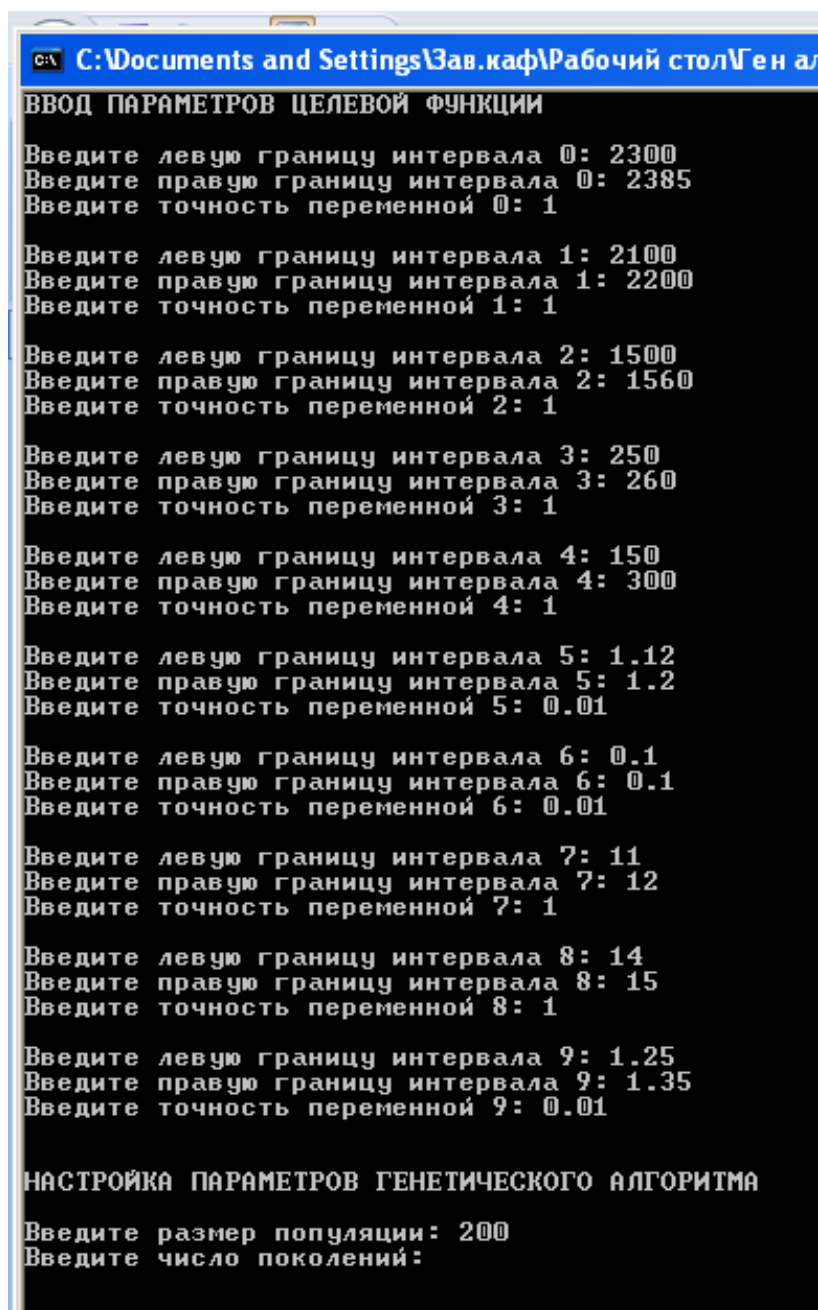 C:\Documents and Settings\Зав.каф\Рабочий стол\Ген ал
ВВОД ПАРАМЕТРОВ ЦЕЛЕВОЙ ФУНКЦИИ
Введите левую границу интервала 0: 2300
Введите правую границу интервала 0: 2385
Введите точность переменной 0: 1
Введите левую границу интервала 1: 2100
Введите правую границу интервала 1: 2200
Введите точность переменной 1: 1
Введите левую границу интервала 2: 1500
Введите правую границу интервала 2: 1560
Введите точность переменной 2: 1
Введите левую границу интервала 3: 250
Введите правую границу интервала 3: 260
Введите точность переменной 3: 1
Введите левую границу интервала 4: 150
Введите правую границу интервала 4: 300
Введите точность переменной 4: 1
Введите левую границу интервала 5: 1.12
Введите правую границу интервала 5: 1.2
Введите точность переменной 5: 0.01
Введите левую границу интервала 6: 0.1
Введите правую границу интервала 6: 0.1
Введите точность переменной 6: 0.01
Введите левую границу интервала 7: 11
Введите правую границу интервала 7: 12
Введите точность переменной 7: 1
Введите левую границу интервала 8: 14
Введите правую границу интервала 8: 15
Введите точность переменной 8: 1
Введите левую границу интервала 9: 1.25
Введите правую границу интервала 9: 1.35
Введите точность переменной 9: 0.01
НАСТРОЙКА ПАРАМЕТРОВ ГЕНЕТИЧЕСКОГО АЛГОРИТМА
Введите размер популяции: 200
Введите число поколений: